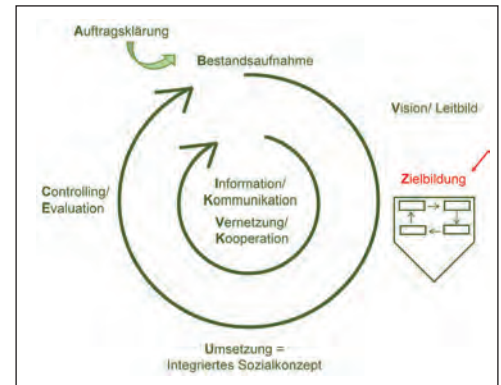 Auftragsklärung
Bestandsaufnahme
Vision/ Leitbild
Zielbildung
Information/
Kommunikation
Vernetzung/
Kooperation
Controlling/
Evaluation
Umsetzung =
Integriertes Sozialkonzept